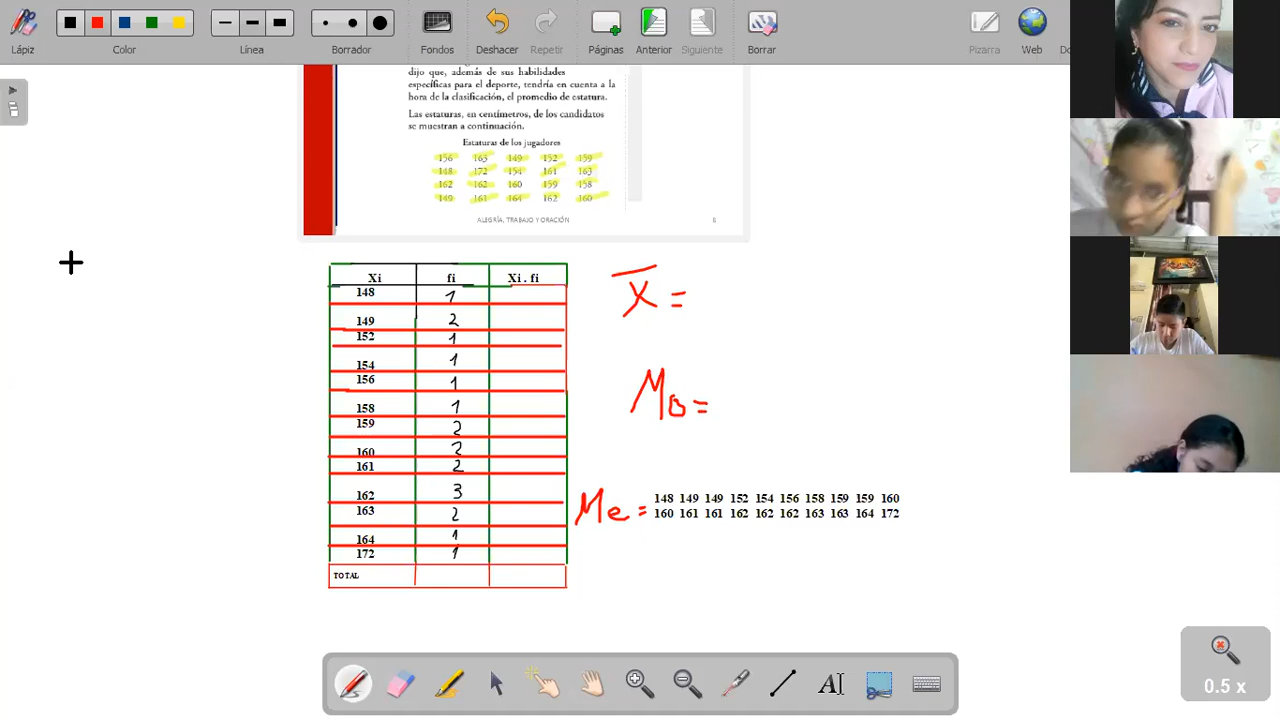 Lápiz
Color
Línea
Borrador
Fondos
Deshacer
Repetir
Páginas
Anterior
Siguiente
Borrar
Pizarra
Web
dijo que, además de sus habilidades
específicas para el deporte, tendría en cuenta a la
hora de la clasificación, el promedio de estatura.
Las estaturas, en centímetros, de los candidatos
se muestran a continuación.
Estaturas de los jugadores
156 163 149 152 159
148 172 154 161 163
162 162 160 159 158
149 161 164 162 160
ALEGRÍA, TRABAJO Y ORACIÓN
6
Xi fi Xi . fi
148 1
149 2
152 1
154 1
156 1
158 1
159 2
160 2
161 2
162 3
163 2
164 1
172 1
TOTAL
X̄ =
Mo =
Me = 148 149 149 152 154 156 158 159 159 160
160 161 161 162 162 162 163 163 164 172
0.5 x